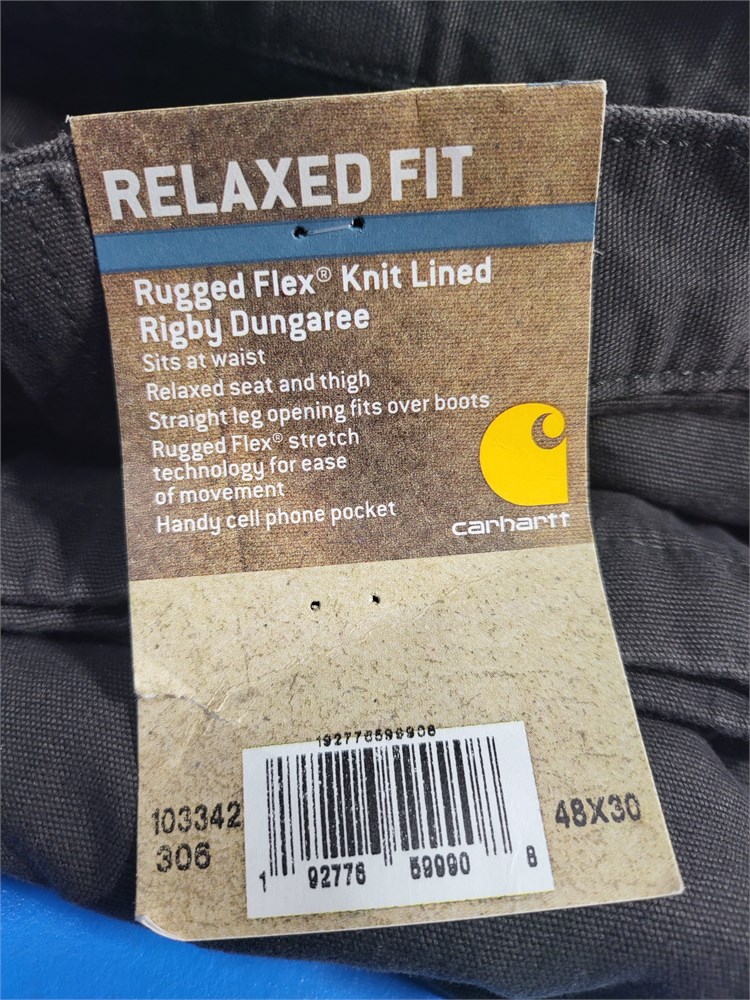 RELAXED FIT
Rugged Flex® Knit Lined
Rigby Dungaree
Sits at waist
Relaxed seat and thigh
Straight leg opening fits over boots
Rugged Flex® stretch
technology for ease
of movement
Handy cell phone pocket
carhartt
192776599908
103342
306
48X30
1 92776 59990 8